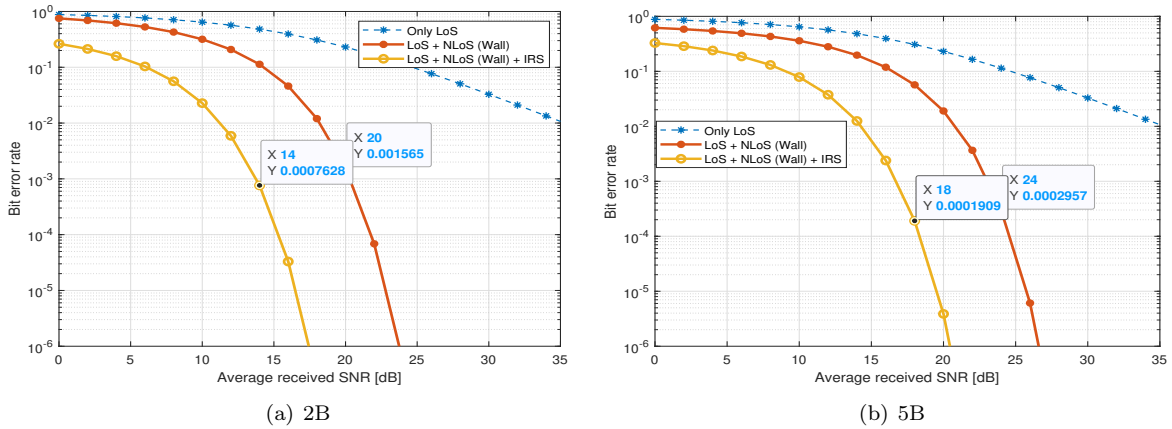 10^0
10^-1
10^-2
10^-3
10^-4
10^-5
10^-6
Bit error rate
Only LoS
LoS + NLoS (Wall)
LoS + NLoS (Wall) + IRS
X 20
Y 0.001565
X 14
Y 0.0007628
0 5 10 15 20 25 30 35
Average received SNR [dB]
(a) 2B
10^0
10^-1
10^-2
10^-3
10^-4
10^-5
10^-6
Bit error rate
Only LoS
LoS + NLoS (Wall)
LoS + NLoS (Wall) + IRS
X 24
Y 0.0002957
X 18
Y 0.0001909
0 5 10 15 20 25 30 35
Average received SNR [dB]
(b) 5B